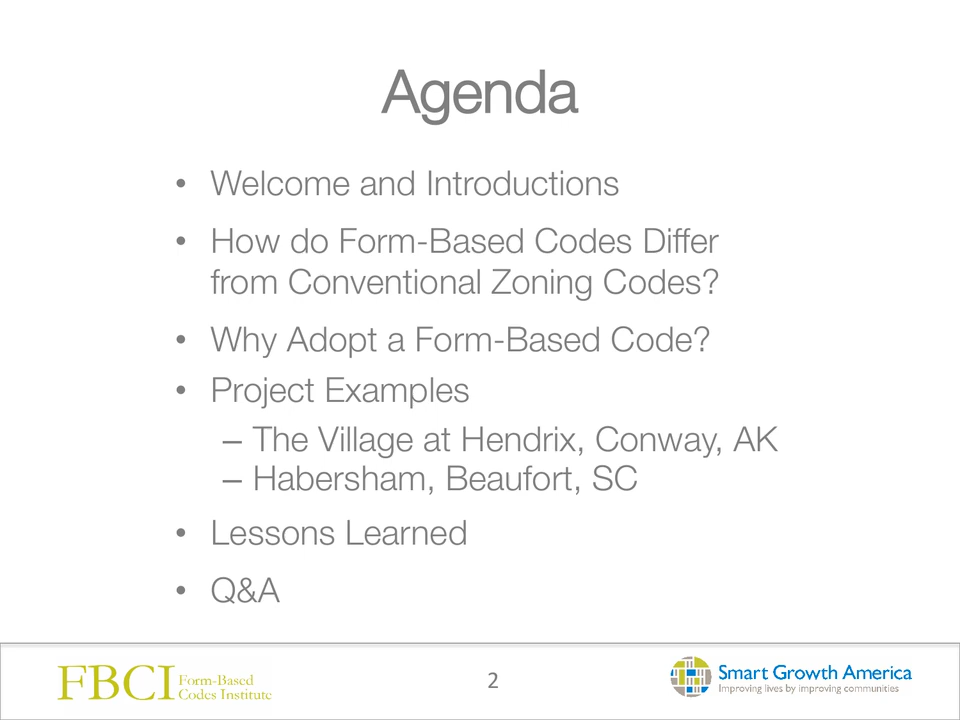 Agenda
• Welcome and Introductions
• How do Form-Based Codes Differ
from Conventional Zoning Codes?
• Why Adopt a Form-Based Code?
• Project Examples
– The Village at Hendrix, Conway, AK
– Habersham, Beaufort, SC
• Lessons Learned
• Q&A
FBCI Form-Based
Codes Institute
2
Smart Growth America
Improving lives by improving communities